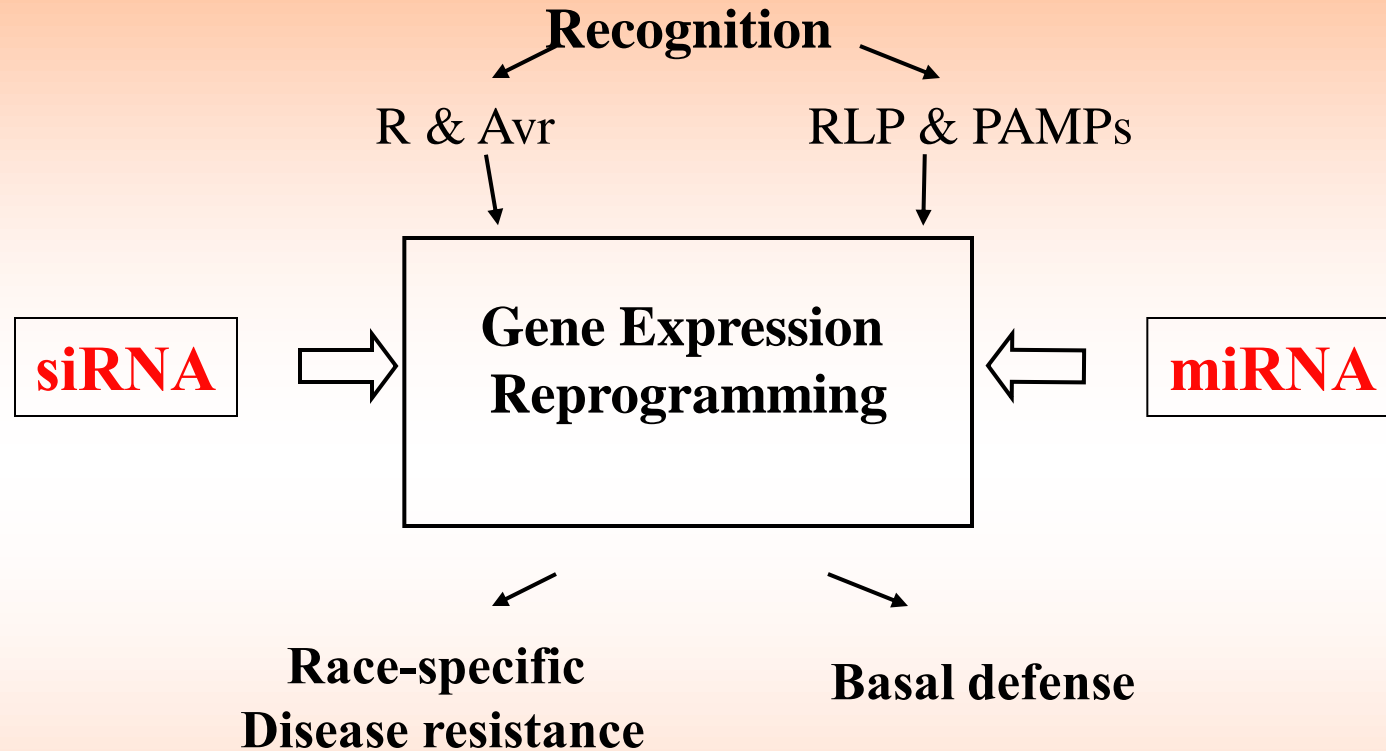 Recognition
R & Avr
RLP & PAMPs
Gene Expression
Reprogramming
siRNA
miRNA
Race-specific
Disease resistance
Basal defense